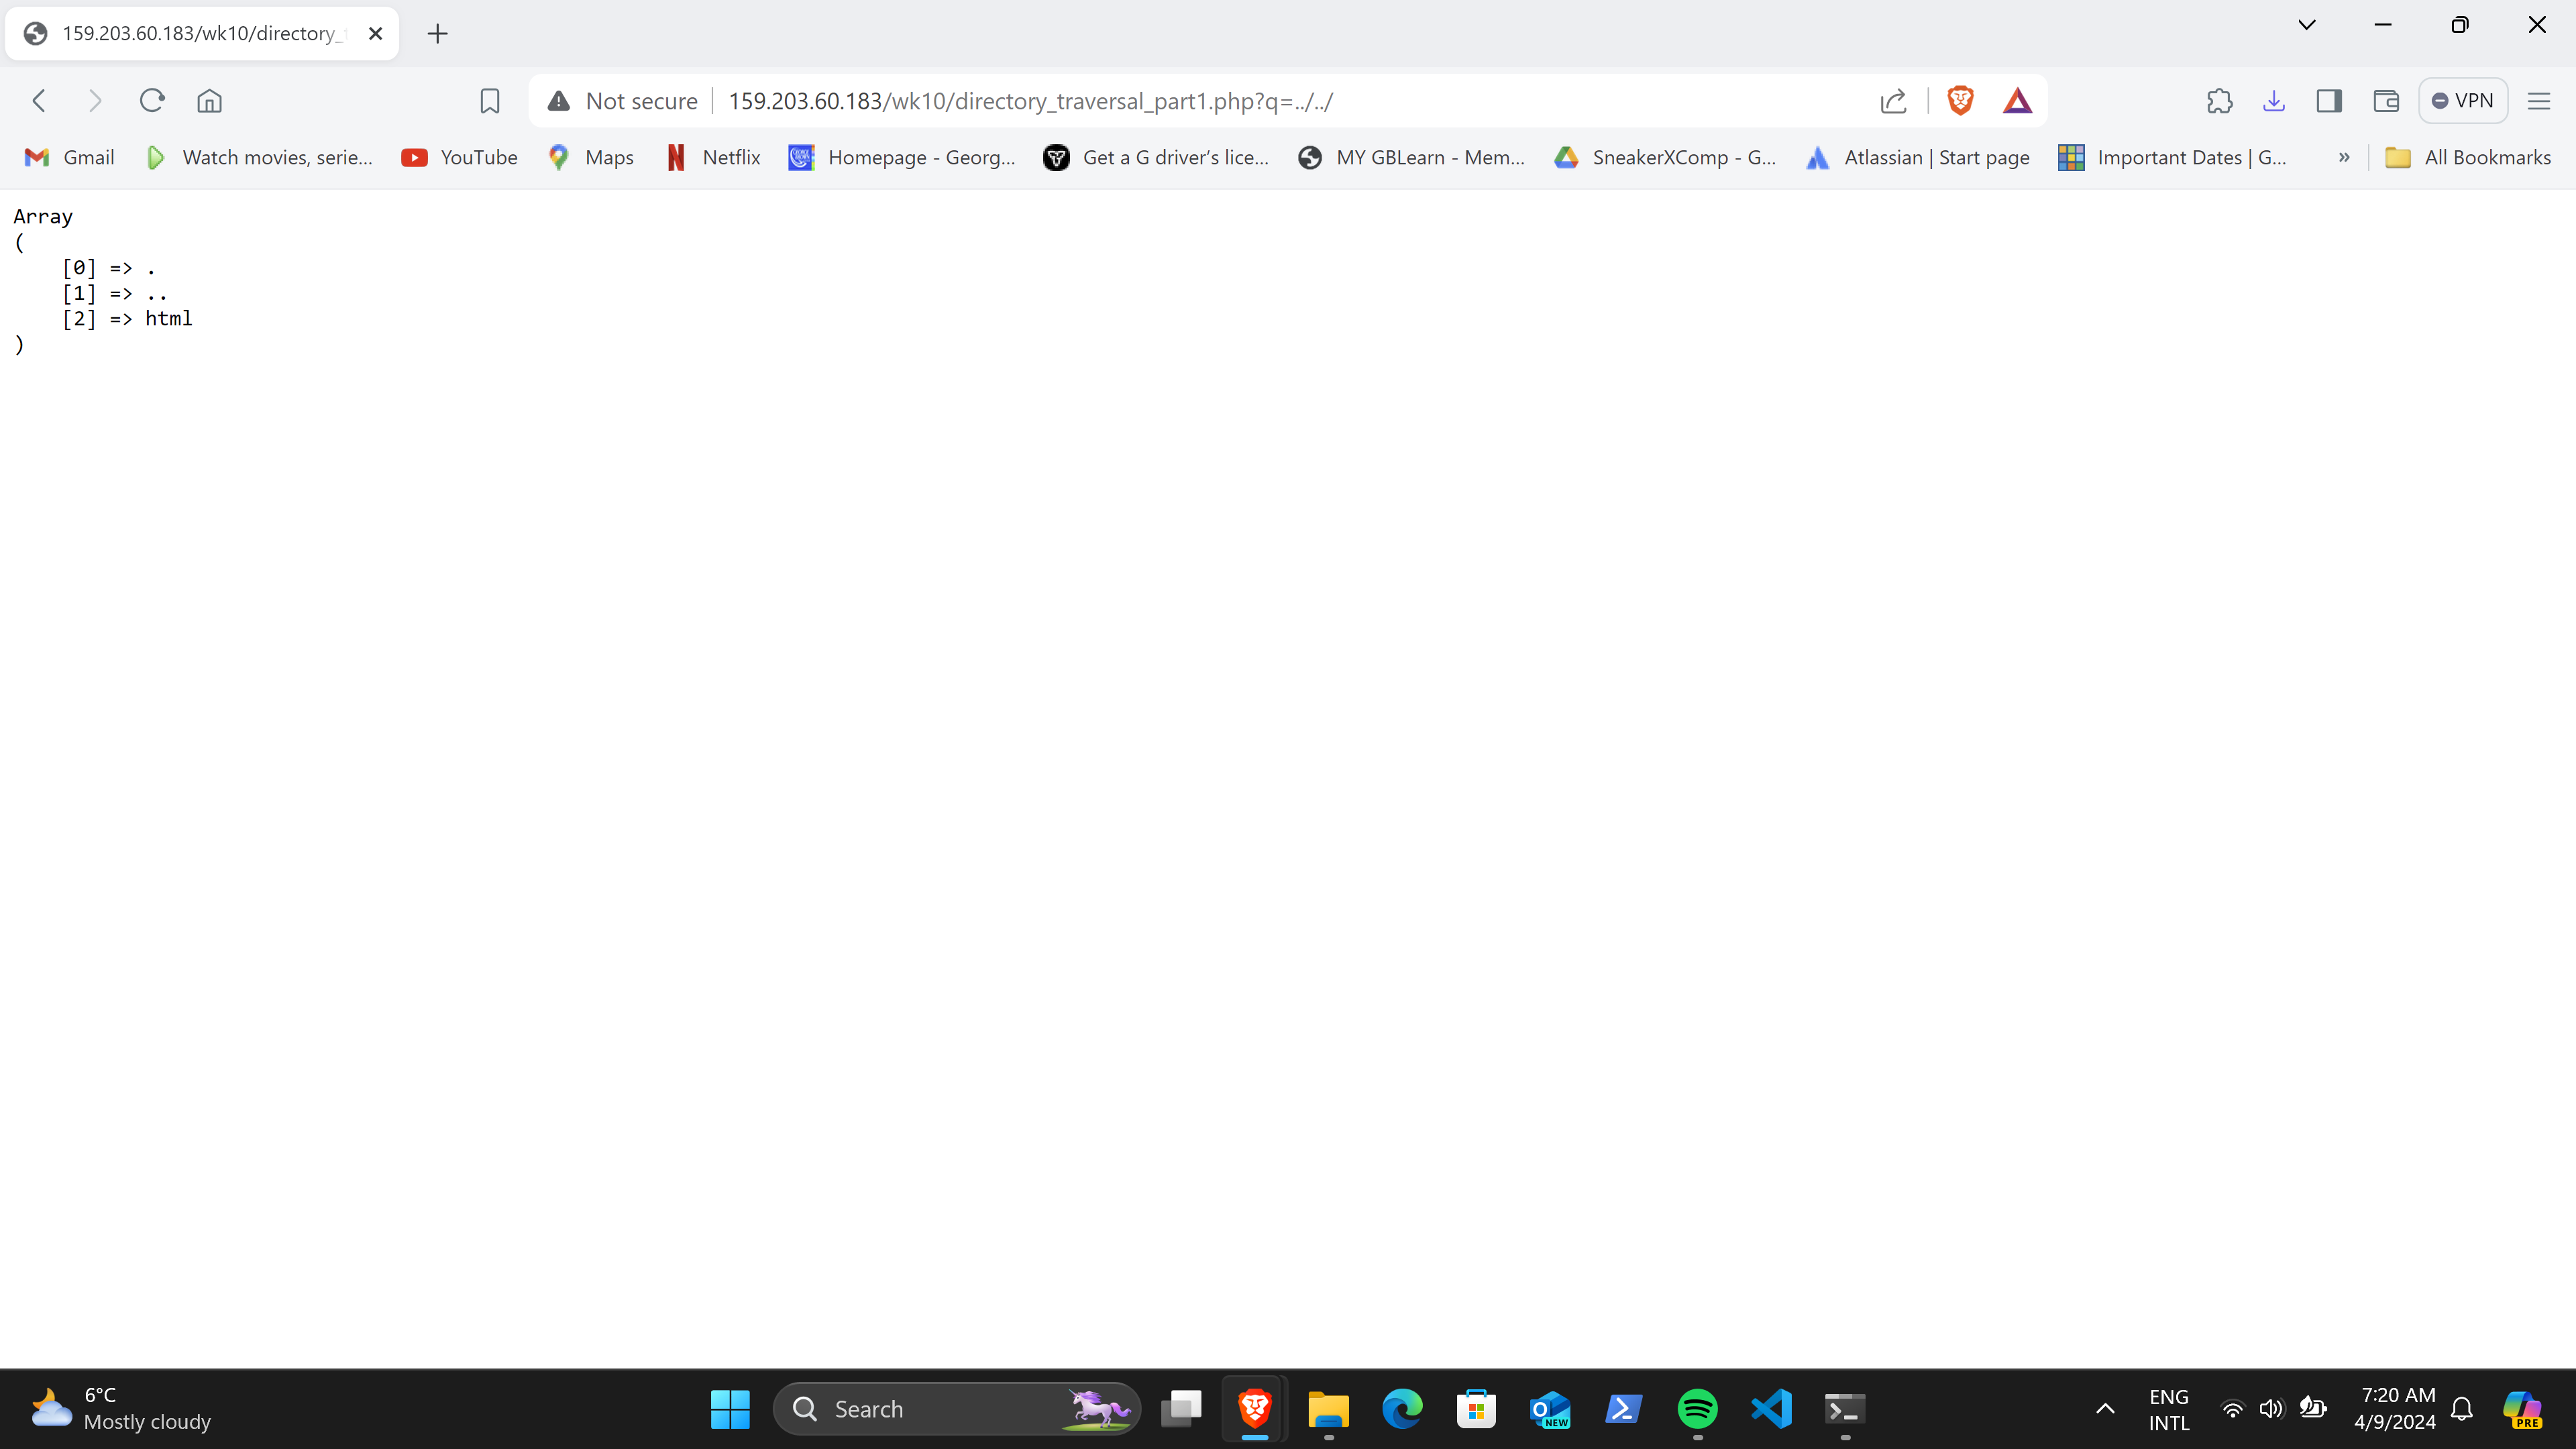 159.203.60.183/wk10/directory_
Not secure
159.203.60.183/wk10/directory_traversal_part1.php?q=../../
VPN
Gmail
Watch movies, serie...
YouTube
Maps
Netflix
Homepage - Georg...
Get a G driver's lice...
MY GBLearn - Mem...
SneakerXComp - G...
Atlassian | Start page
Important Dates | G...
»
All Bookmarks
Array
(
    [0] => .
    [1] => ..
    [2] => html
)
6°C
Mostly cloudy
Search
NEW
ENG
INTL
7:20 AM
4/9/2024
PRE